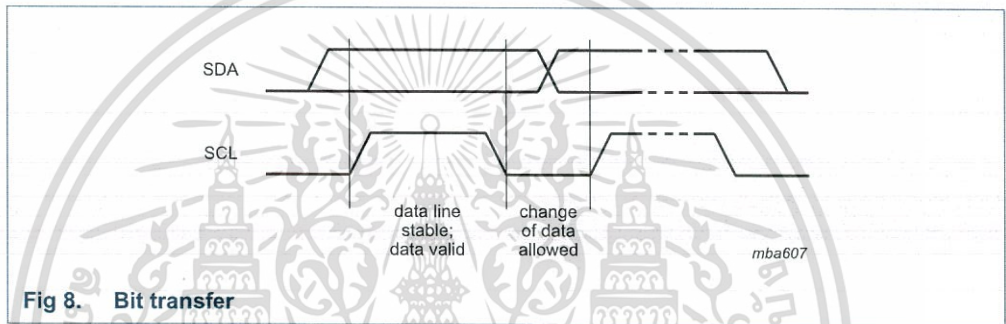 SDA
SCL
data line
stable;
data valid
change
of data
allowed
mba607
Fig 8. Bit transfer